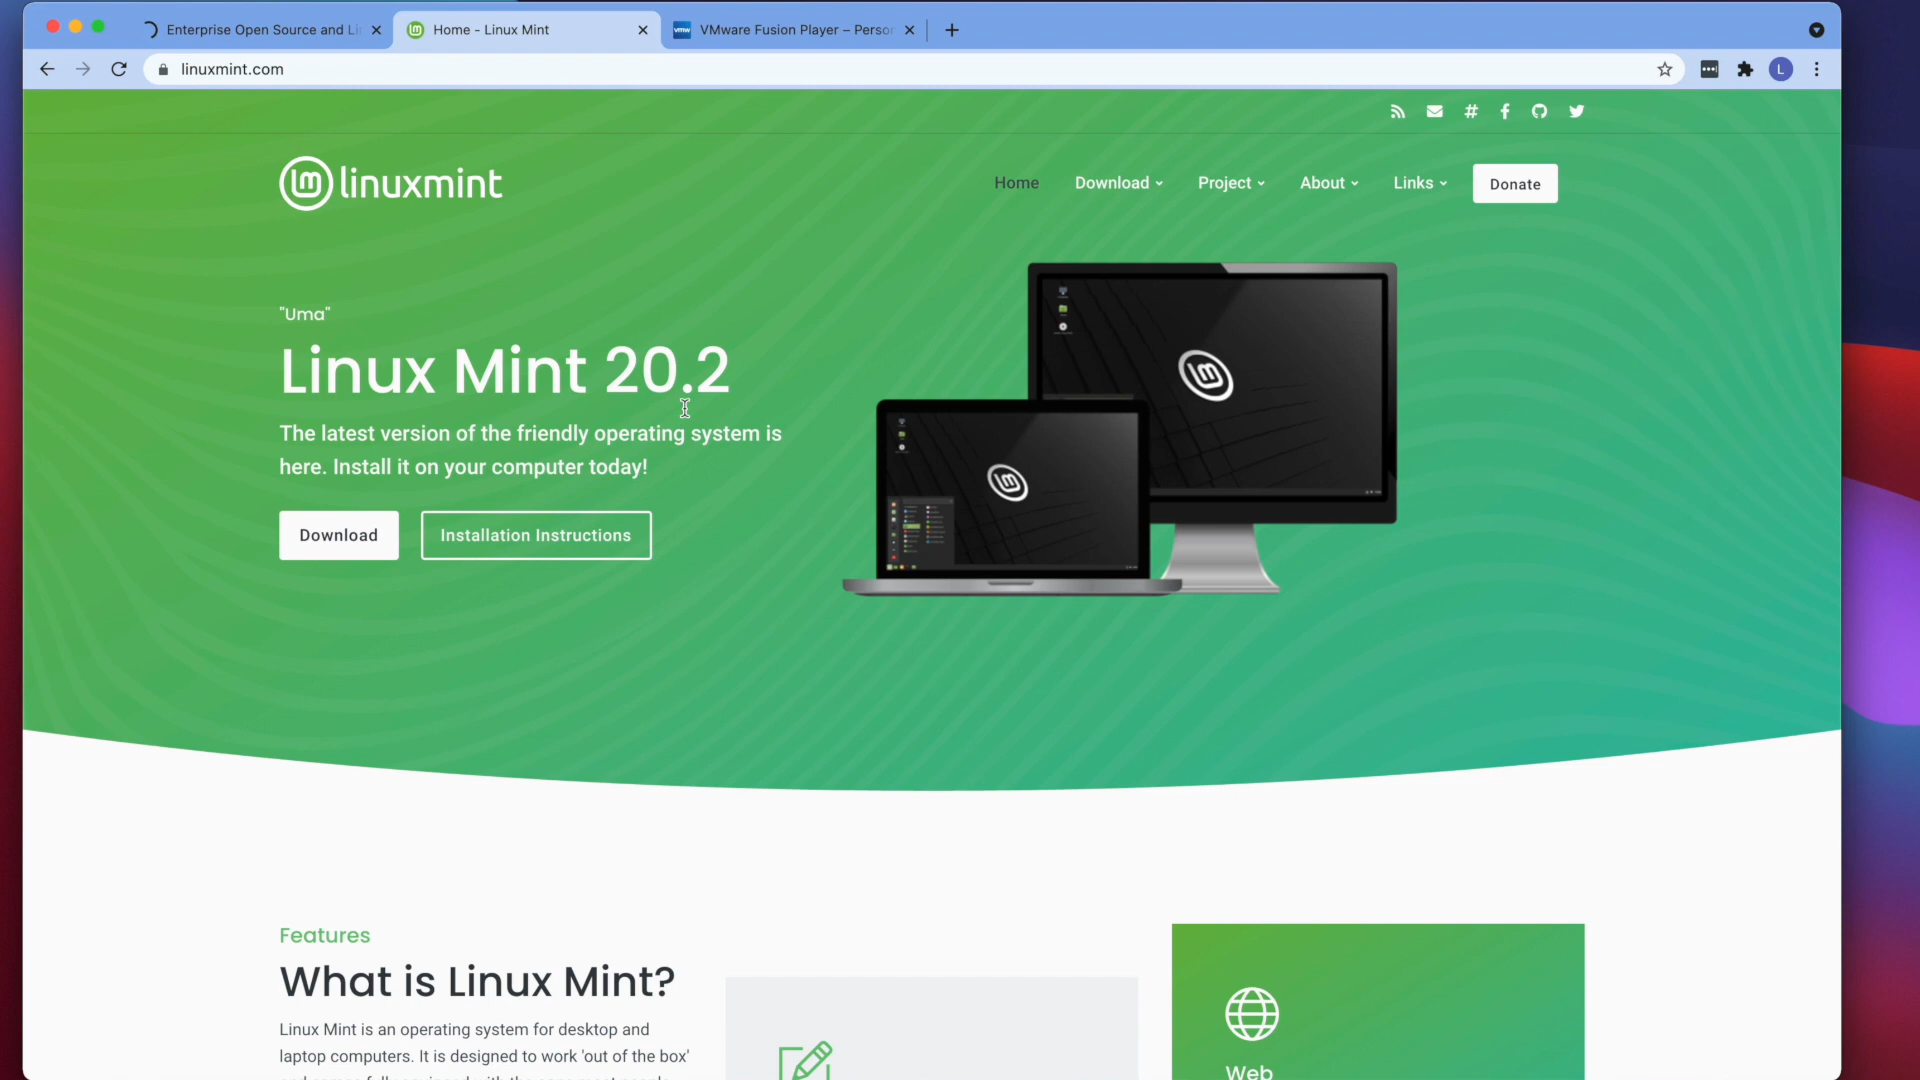 Enterprise Open Source and Li
Home - Linux Mint
VMware Fusion Player – Perso
linuxmint.com
L
linuxmint
Home
Download
Project
About
Links
Donate
"Uma"
Linux Mint 20.2
The latest version of the friendly operating system is
here. Install it on your computer today!
Download
Installation Instructions
Features
What is Linux Mint?
Linux Mint is an operating system for desktop and
laptop computers. It is designed to work 'out of the box'
Web